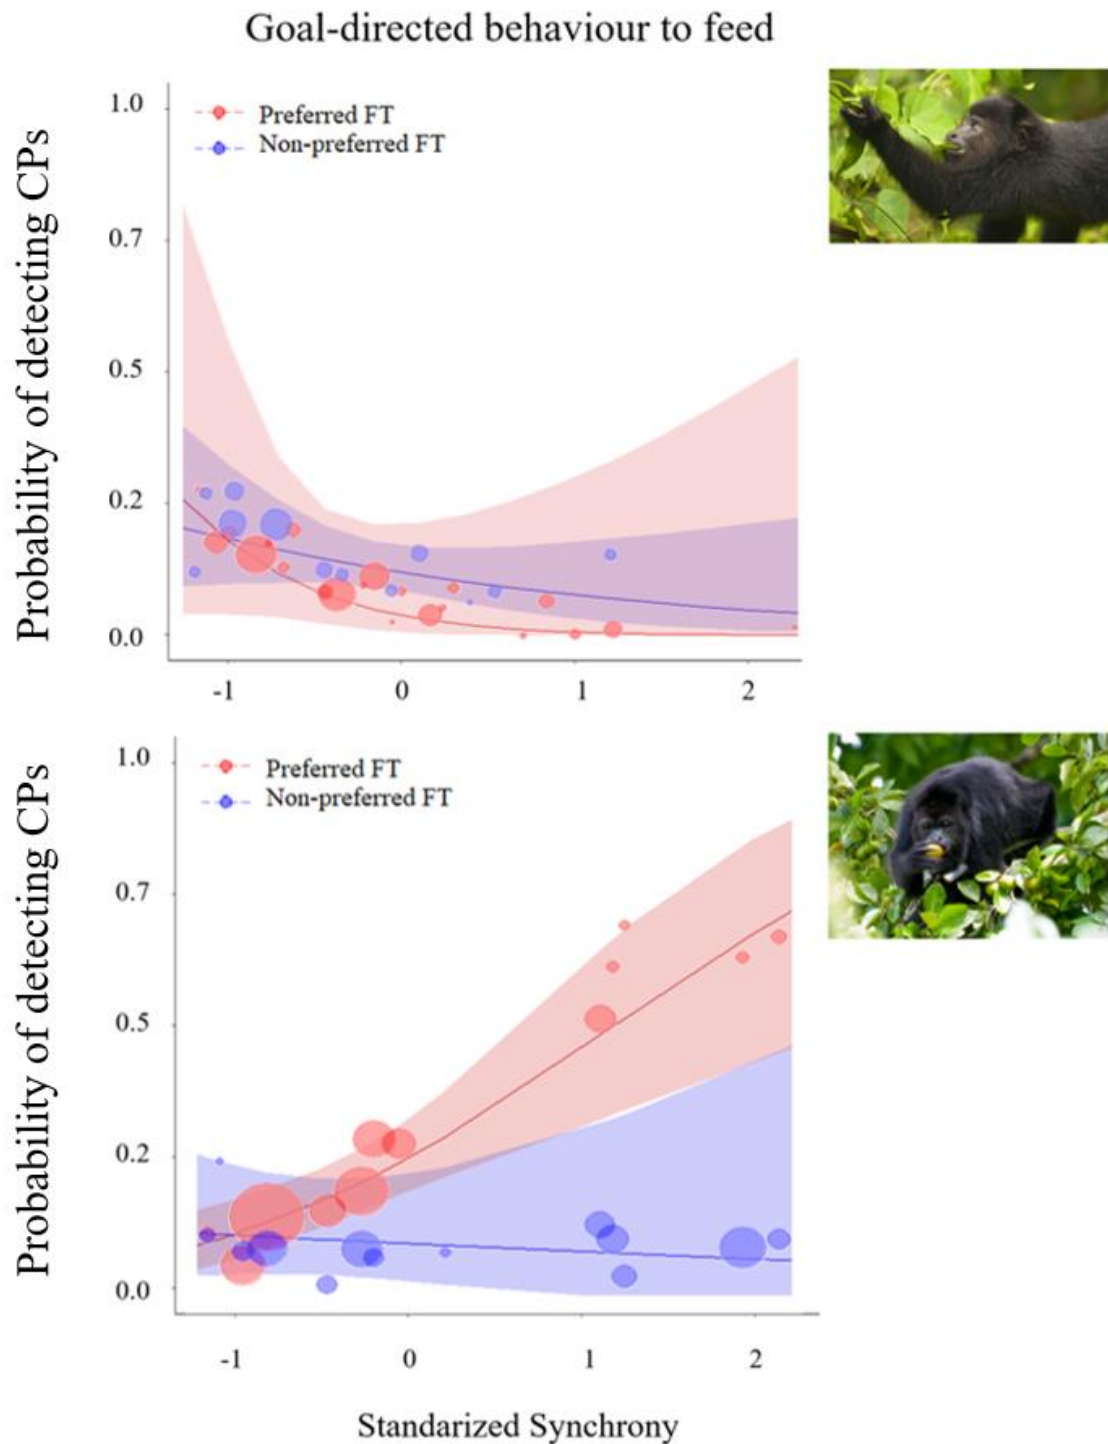 Goal-directed behaviour to feed
Probability of detecting CPs
1.0
0.7
0.5
0.2
0.0
Preferred FT
Non-preferred FT
-1
0
1
2
Probability of detecting CPs
1.0
0.7
0.5
0.2
0.0
Preferred FT
Non-preferred FT
-1
0
1
2
Standarized Synchrony